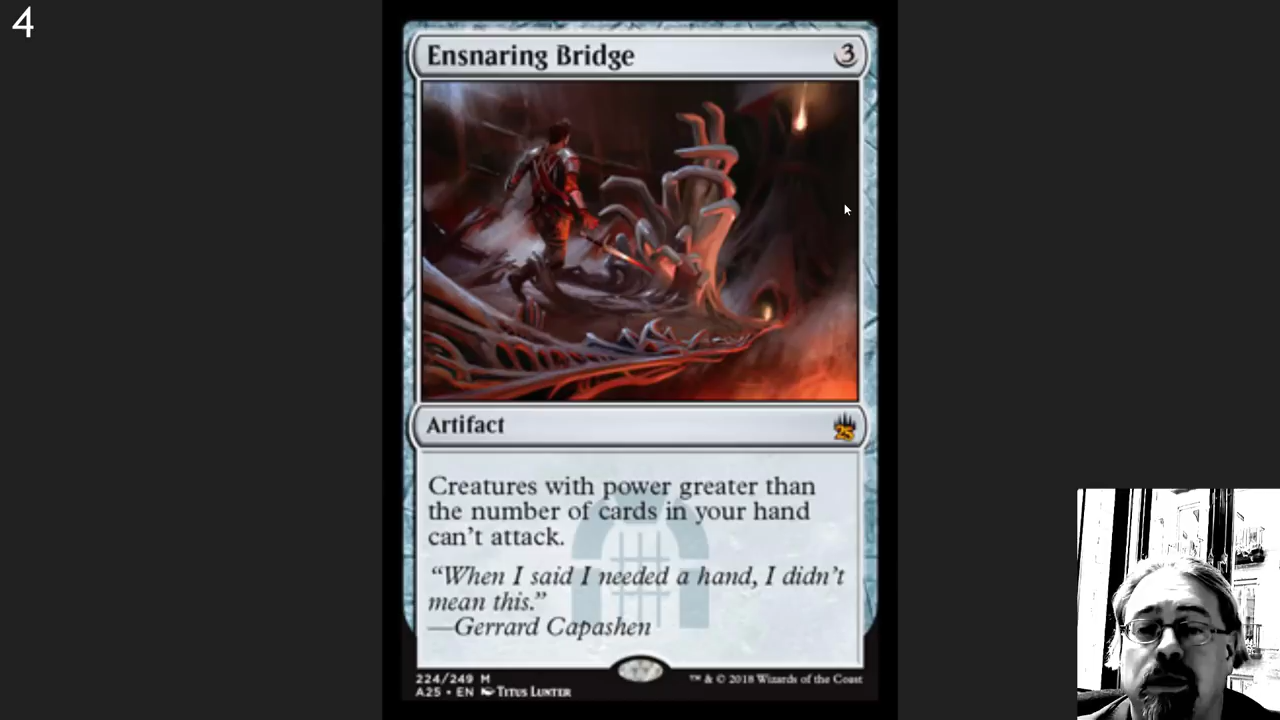 4
Ensnaring Bridge 3
Artifact
25
Creatures with power greater than
the number of cards in your hand
can't attack.
“When I said I needed a hand, I didn't
mean this.”
—Gerrard Capashen
224/249 M
A25 • EN Titus Lunter
™ & © 2018 Wizards of the Coast